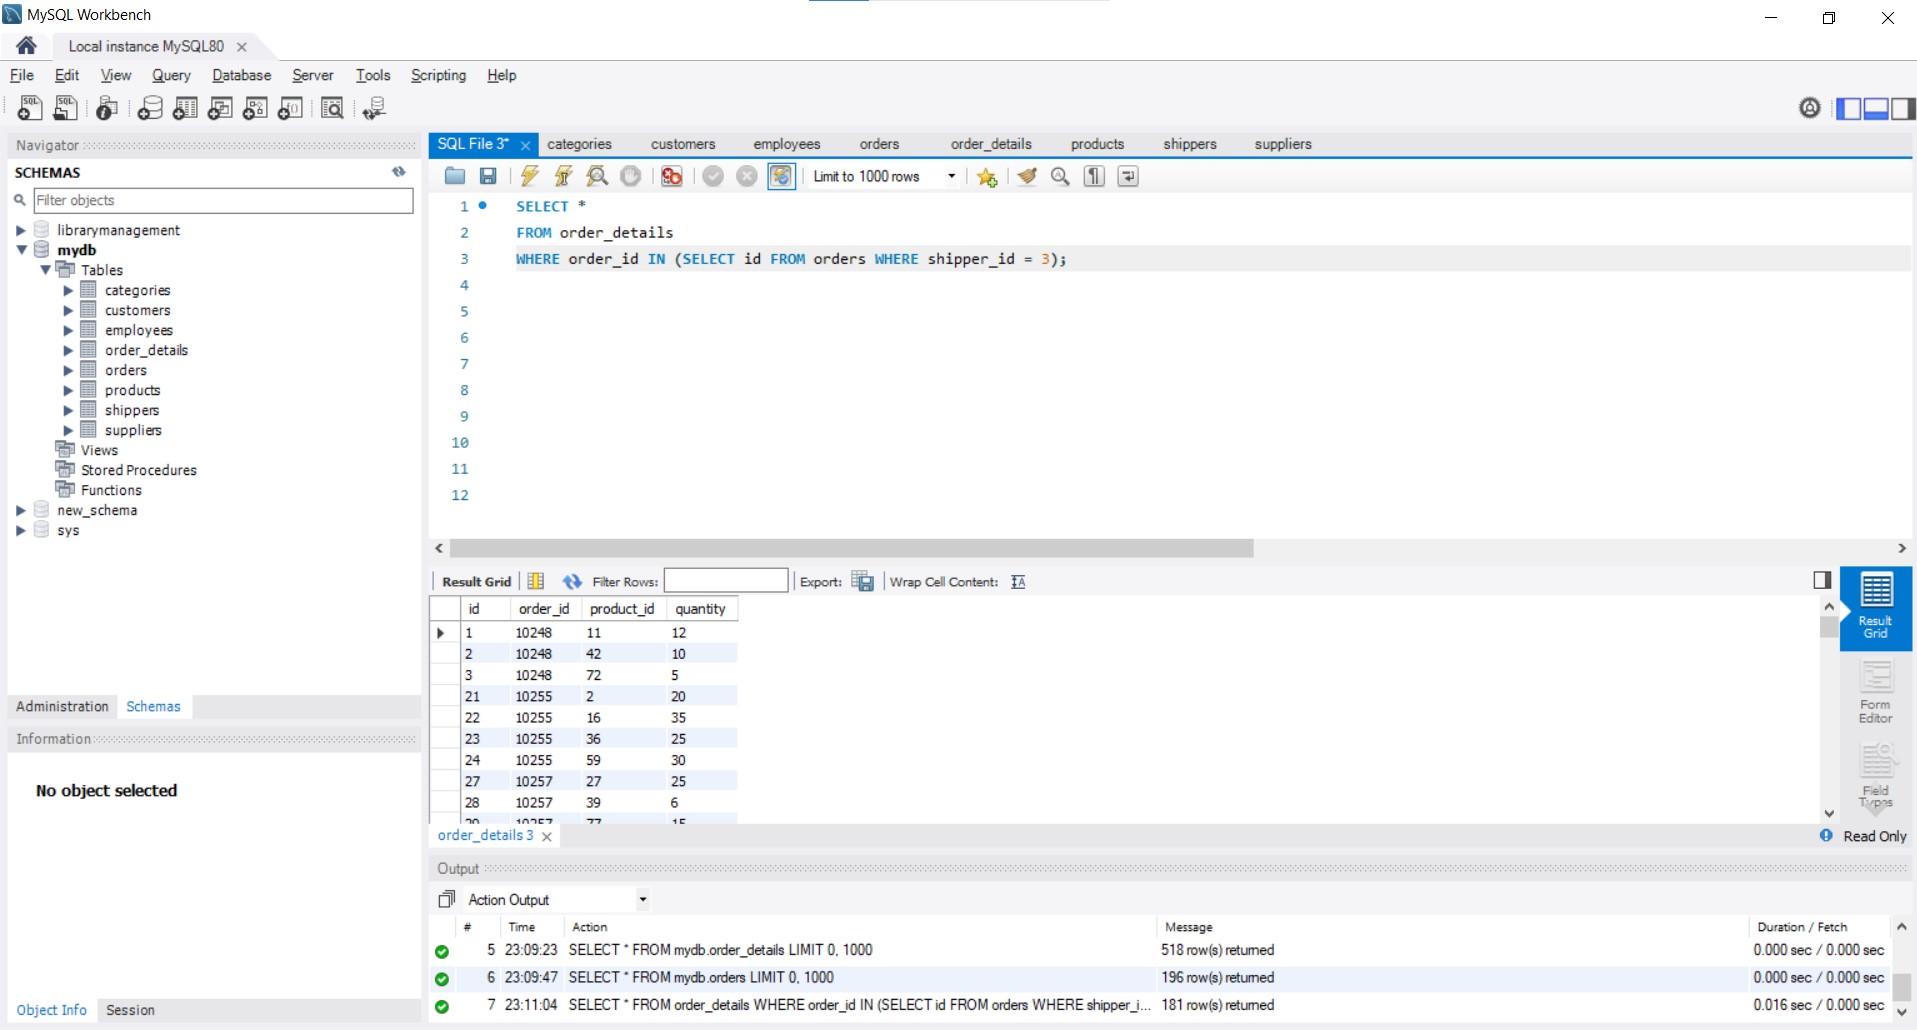 MySQL Workbench
Local instance MySQL80
File Edit View Query Database Server Tools Scripting Help
Navigator
SCHEMAS
Filter objects
librarymanagement
mydb
Tables
categories
customers
employees
order_details
orders
products
shippers
suppliers
Views
Stored Procedures
Functions
new_schema
sys
Administration Schemas
Information
No object selected
Object Info Session
SQL File 3* categories customers employees orders order_details products shippers suppliers
Limit to 1000 rows
1 SELECT *
2 FROM order_details
3 WHERE order_id IN (SELECT id FROM orders WHERE shipper_id = 3);
4
5
6
7
8
9
10
11
12
Result Grid Filter Rows: Export: Wrap Cell Content:
id order_id product_id quantity
1 10248 11 12
2 10248 42 10
3 10248 72 5
21 10255 2 20
22 10255 16 35
23 10255 36 25
24 10255 59 30
27 10257 27 25
28 10257 39 6
29 10257 77 15
Result
Grid
Form
Editor
Field
Types
order_details 3
Read Only
Output
Action Output
# Time Action Message Duration / Fetch
5 23:09:23 SELECT * FROM mydb.order_details LIMIT 0, 1000 518 row(s) returned 0.000 sec / 0.000 sec
6 23:09:47 SELECT * FROM mydb.orders LIMIT 0, 1000 196 row(s) returned 0.000 sec / 0.000 sec
7 23:11:04 SELECT * FROM order_details WHERE order_id IN (SELECT id FROM orders WHERE shipper_i... 181 row(s) returned 0.016 sec / 0.000 sec